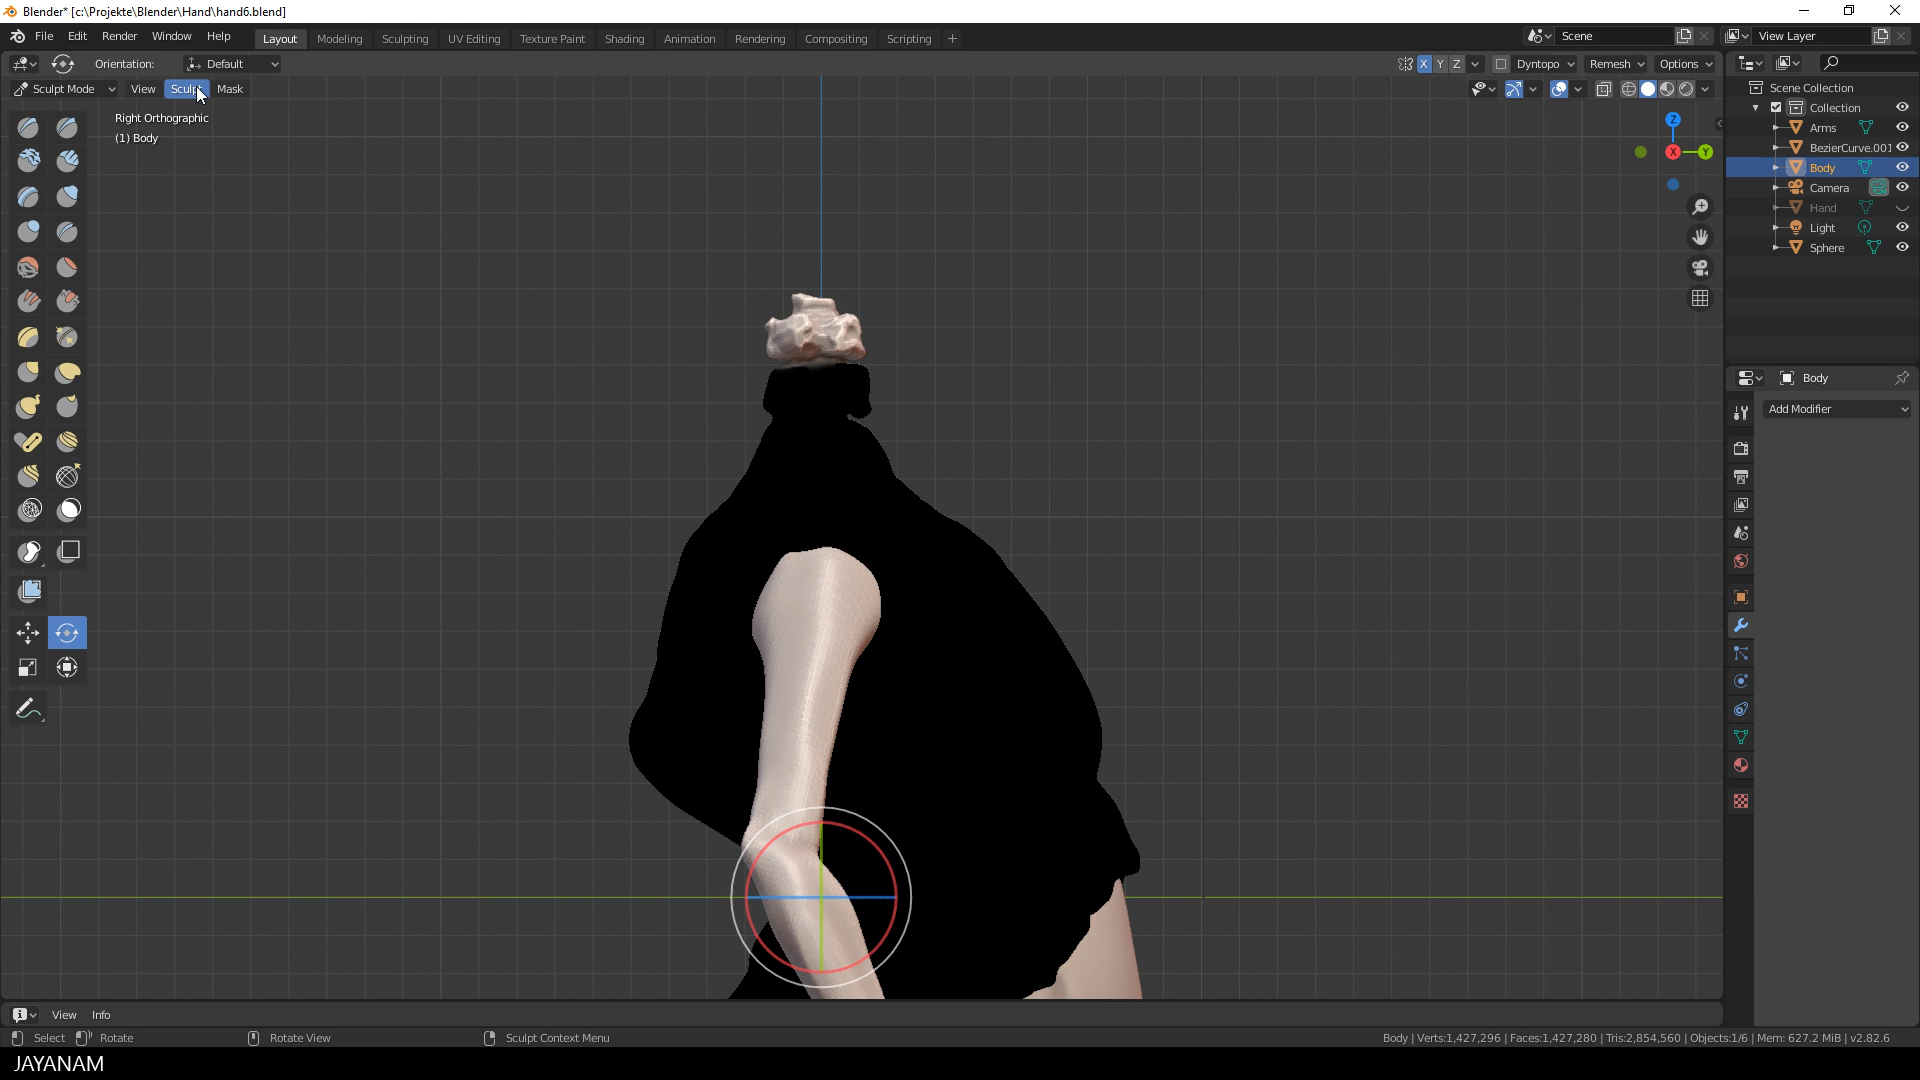 Blender* [c:\Projekte\Blender\Hand\hand6.blend]
File Edit Render Window Help Layout Modeling Sculpting UV Editing Texture Paint Shading Animation Rendering Compositing Scripting + Scene View Layer
Orientation: Default X Y Z Dyntopo Remesh Options
Sculpt Mode View Sculpt Mask
Right Orthographic
(1) Body
Z
X Y
Scene Collection
Collection
Arms
BezierCurve.001
Body
Camera
Hand
Light
Sphere
Body
Add Modifier
View Info
Select Rotate Rotate View Sculpt Context Menu Body | Verts:1,427,296 | Faces:1,427,280 | Tris:2,854,560 | Objects:1/6 | Mem: 627.2 MiB | v2.82.6
JAYANAM